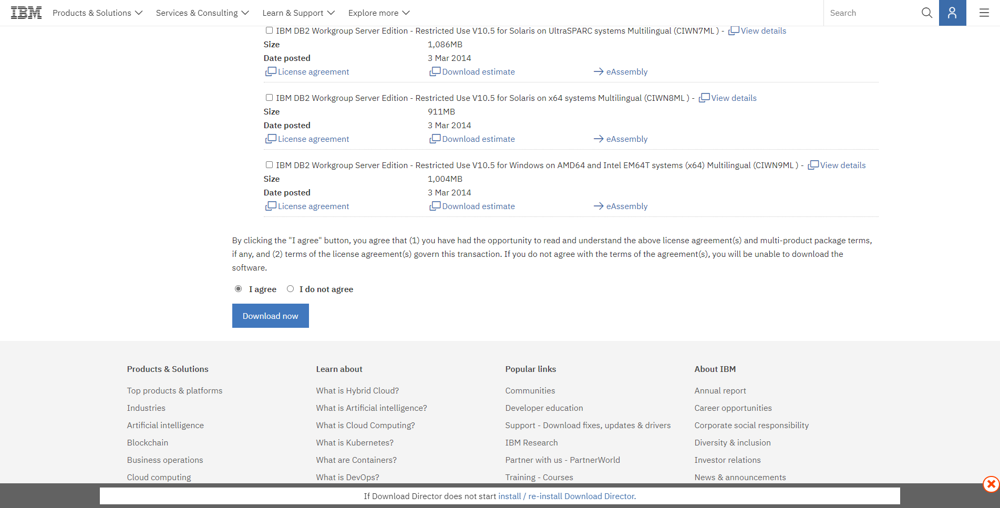 IBM Products & Solutions Services & Consulting Learn & Support Explore more Search
IBM DB2 Workgroup Server Edition - Restricted Use V10.5 for Solaris on UltraSPARC systems Multilingual (CIWN7ML ) - View details
Size 1,086MB
Date posted 3 Mar 2014
License agreement Download estimate eAssembly
IBM DB2 Workgroup Server Edition - Restricted Use V10.5 for Solaris on x64 systems Multilingual (CIWN8ML ) - View details
Size 911MB
Date posted 3 Mar 2014
License agreement Download estimate eAssembly
IBM DB2 Workgroup Server Edition - Restricted Use V10.5 for Windows on AMD64 and Intel EM64T systems (x64) Multilingual (CIWN9ML ) - View details
Size 1,004MB
Date posted 3 Mar 2014
License agreement Download estimate eAssembly
By clicking the "I agree" button, you agree that (1) you have had the opportunity to read and understand the above license agreement(s) and multi-product package terms,
if any, and (2) terms of the license agreement(s) govern this transaction. If you do not agree with the terms of the agreement(s), you will be unable to download the
software.
I agree I do not agree
Download now
Products & Solutions
Top products & platforms
Industries
Artificial intelligence
Blockchain
Business operations
Cloud computing
Learn about
What is Hybrid Cloud?
What is Artificial intelligence?
What is Cloud Computing?
What is Kubernetes?
What are Containers?
What is DevOps?
Popular links
Communities
Developer education
Support - Download fixes, updates & drivers
IBM Research
Partner with us - PartnerWorld
Training - Courses
About IBM
Annual report
Career opportunities
Corporate social responsibility
Diversity & inclusion
Investor relations
News & announcements
If Download Director does not start install / re-install Download Director.